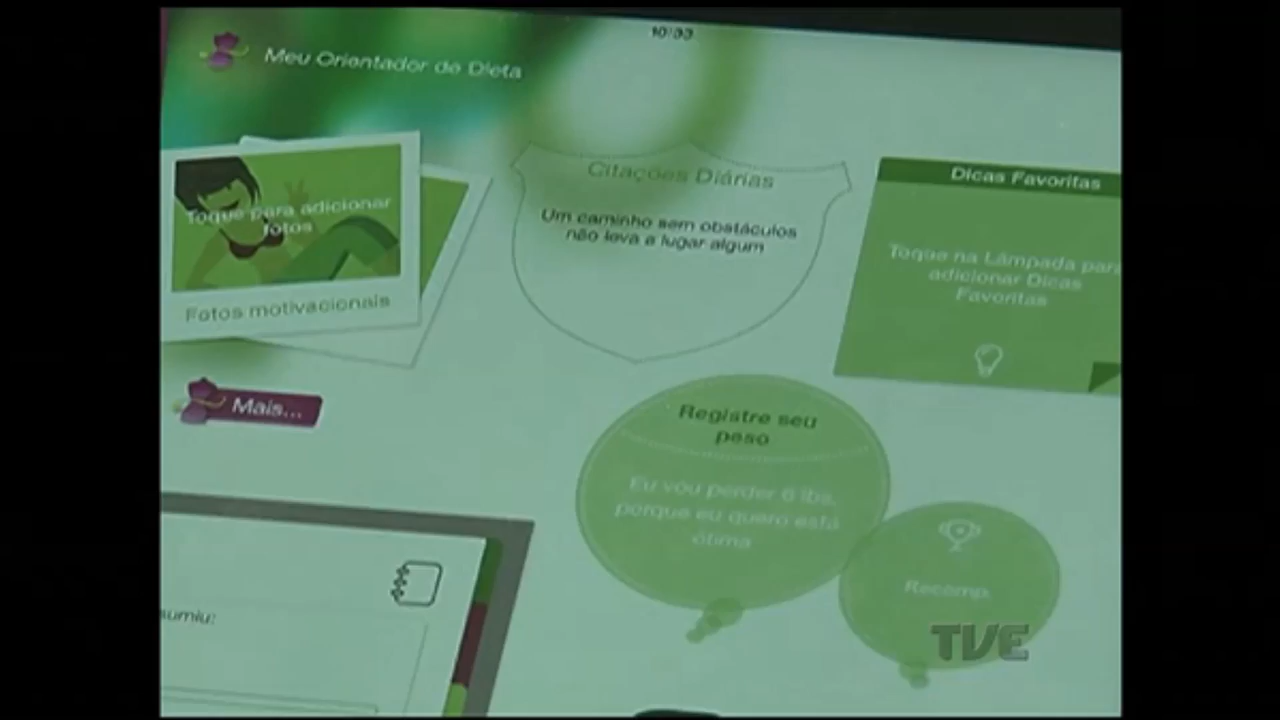 10:33
Meu Orientador de Dieta
Toque para adicionar
fotos
Fotos motivacionais
Citações Diárias
Um caminho sem obstáculos
não leva a lugar algum
Dicas Favoritas
Toque na Lâmpada para
adicionar Dicas
Favoritas
Mais...
Registre seu
peso
Eu vou perder 6 lbs,
porque eu quero está
ótima
Recomp.
sumiu:
TVE